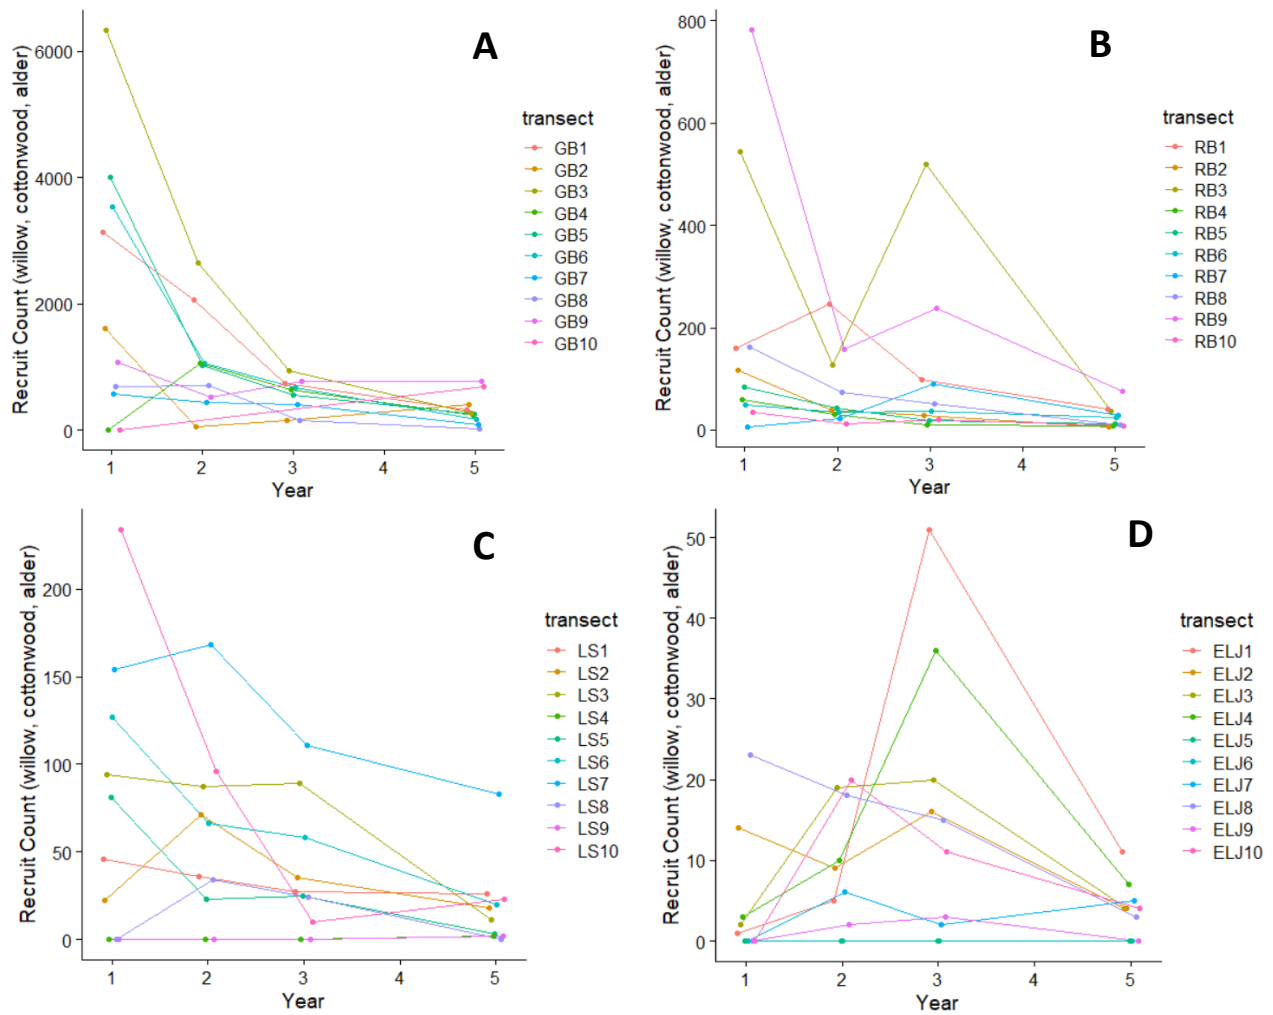 A
Recruit Count (willow, cottonwood, alder)
6000
4000
2000
0
1
2
3
4
5
Year
transect
GB1
GB2
GB3
GB4
GB5
GB6
GB7
GB8
GB9
GB10
B
Recruit Count (willow, cottonwood, alder)
800
600
400
200
0
1
2
3
4
5
Year
transect
RB1
RB2
RB3
RB4
RB5
RB6
RB7
RB8
RB9
RB10
C
Recruit Count (willow, cottonwood, alder)
200
150
100
50
0
1
2
3
4
5
Year
transect
LS1
LS2
LS3
LS4
LS5
LS6
LS7
LS8
LS9
LS10
D
Recruit Count (willow, cottonwood, alder)
50
40
30
20
10
0
1
2
3
4
5
Year
transect
ELJ1
ELJ2
ELJ3
ELJ4
ELJ5
ELJ6
ELJ7
ELJ8
ELJ9
ELJ10